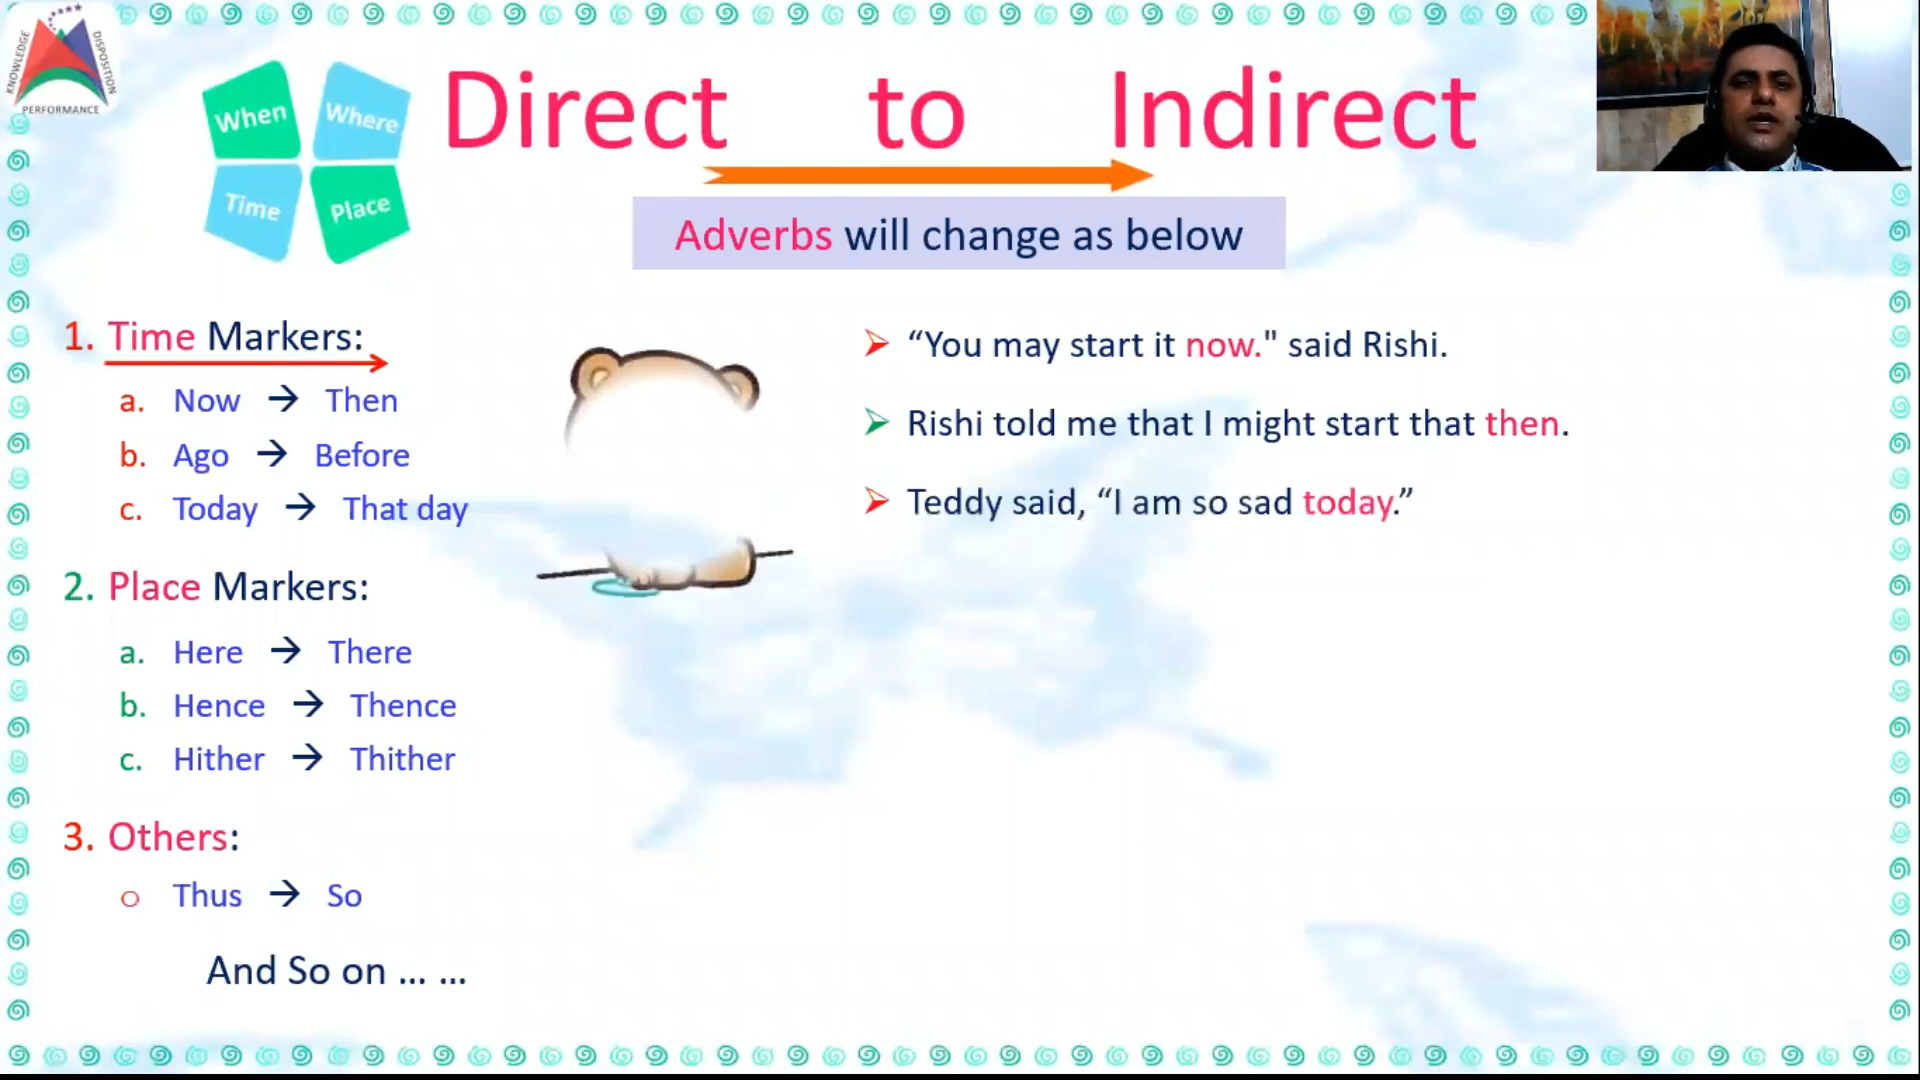 KNOWLEDGE
DISPOSITION
PERFORMANCE
When
Where
Time
Place
Direct to Indirect
Adverbs will change as below
1. Time Markers:
a. Now → Then
b. Ago → Before
c. Today → That day
2. Place Markers:
a. Here → There
b. Hence → Thence
c. Hither → Thither
3. Others:
o Thus → So
And So on ... ...
➢ “You may start it now." said Rishi.
➢ Rishi told me that I might start that then.
➢ Teddy said, “I am so sad today.”